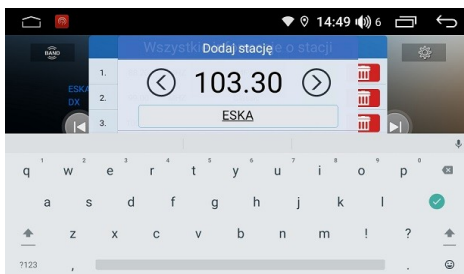 14:49 6
BAND
Wszystkie o stacji
Dodaj stację
1.
103.30
ESKA
DX
2.
ESKA
3.
1 2 3 4 5 6 7 8 9 0
q w e r t y u i o p
a s d f g h j k l
z x c v b n m ! ?
?123 , .